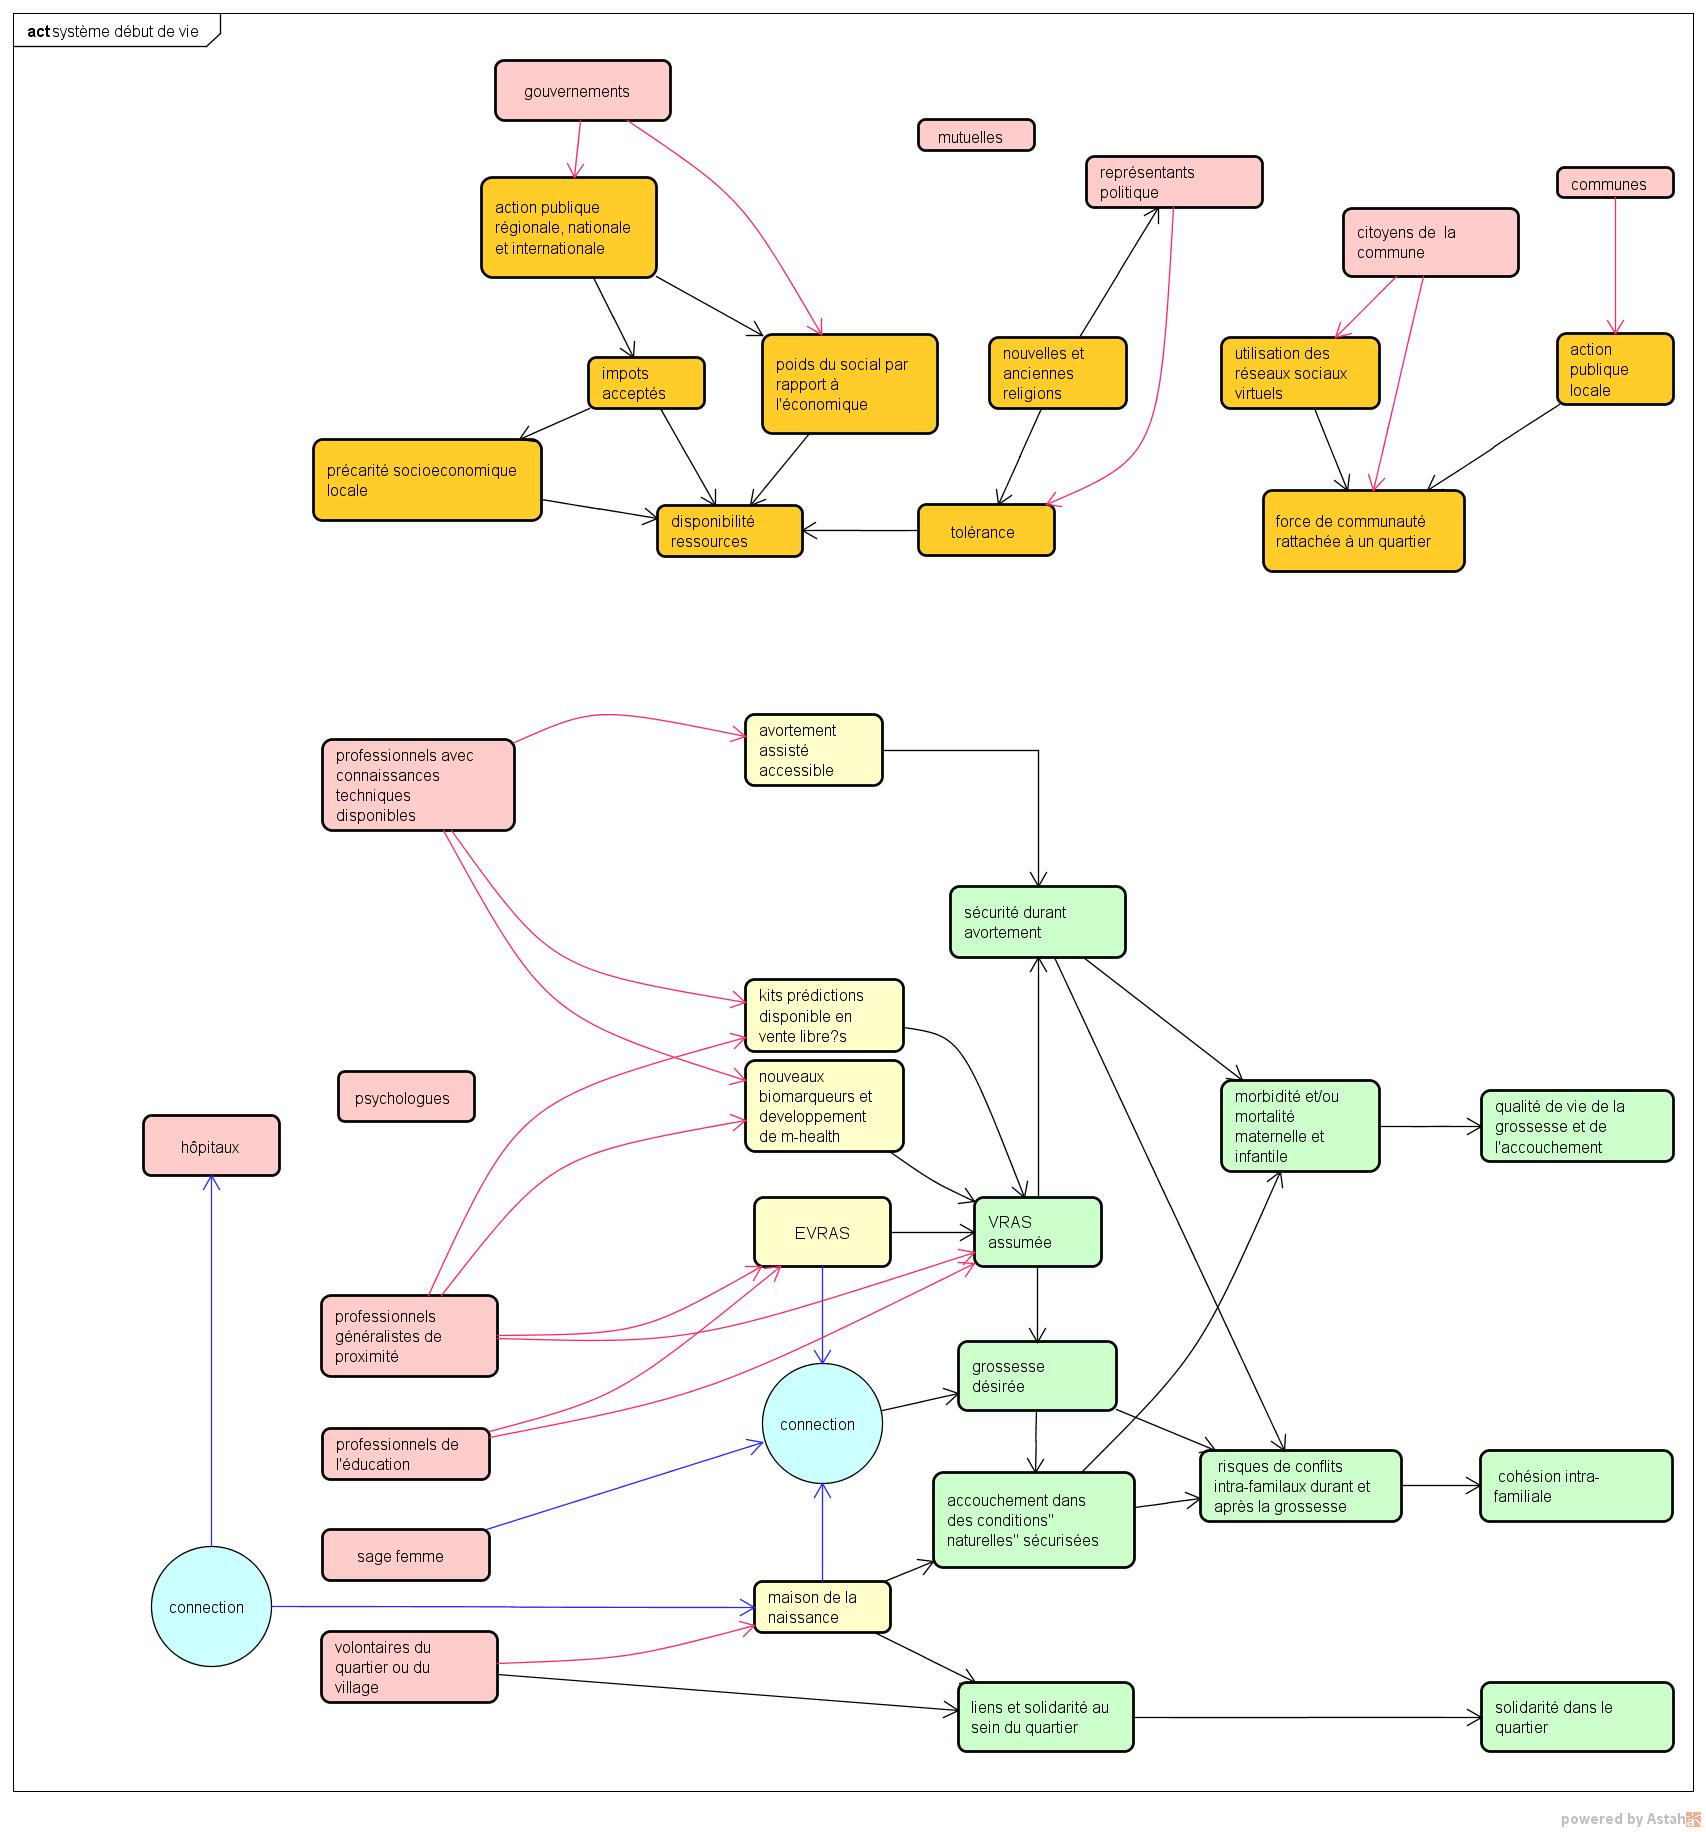 act système début de vie
gouvernements
mutuelles
représentants
politique
communes
action publique
régionale, nationale
et internationale
citoyens de  la
commune
impots
acceptés
poids du social par
rapport à
l'économique
nouvelles et
anciennes
religions
utilisation des
réseaux sociaux
virtuels
action
publique
locale
précarité socioeconomique
locale
disponibilité
ressources
tolérance
force de communauté
rattachée à un quartier
professionnels avec
connaissances
techniques
disponibles
avortement
assisté
accessible
sécurité durant
avortement
kits prédictions
disponible en
vente libre?s
nouveaux
biomarqueurs et
developpement
de m-health
psychologues
hôpitaux
morbidité et/ou
mortalité
maternelle et
infantile
qualité de vie de la
grossesse et de
l'accouchement
EVRAS
VRAS
assumée
professionnels
généralistes de
proximité
grossesse
désirée
connection
professionnels de
l'éducation
risques de conflits
intra-familaux durant et
après la grossesse
cohésion intra-
familiale
accouchement dans
des conditions"
naturelles" sécurisées
sage femme
connection
maison de la
naissance
volontaires du
quartier ou du
village
liens et solidarité au
sein du quartier
solidarité dans le
quartier
powered by Astah